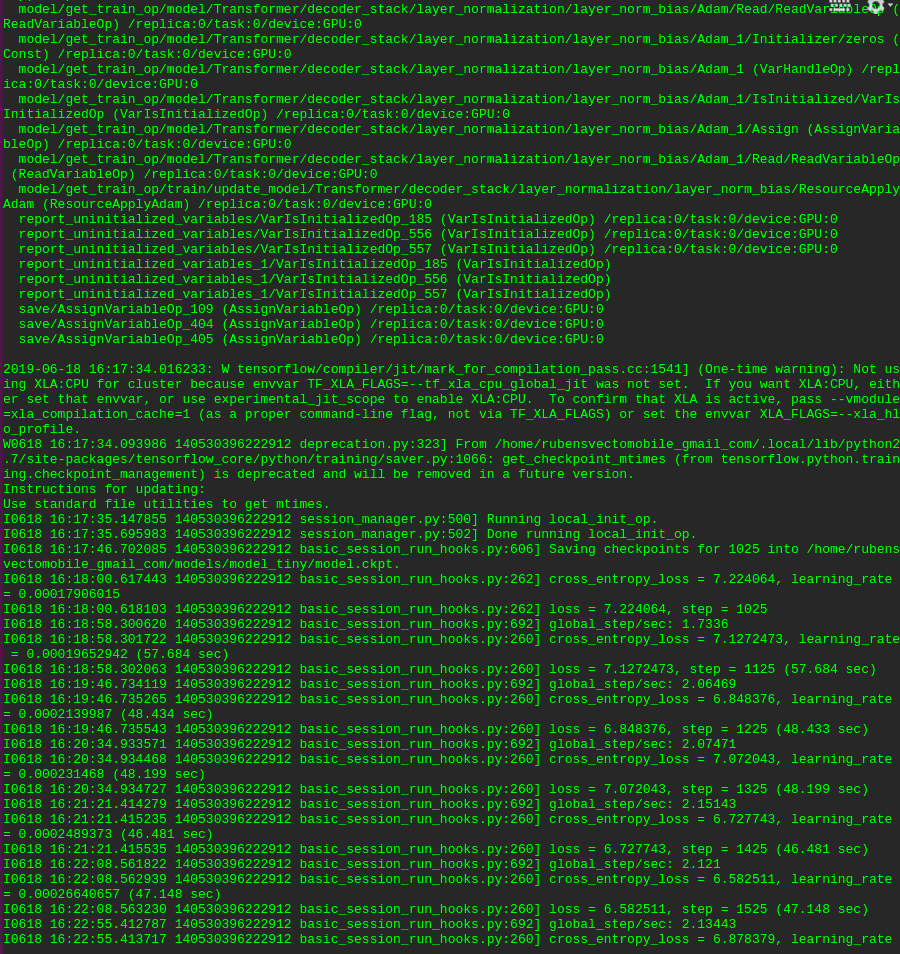 model/get_train_op/model/Transformer/decoder_stack/layer_normalization/layer_norm_bias/Adam/Read/ReadVariableOp (
ReadVariableOp) /replica:0/task:0/device:GPU:0
model/get_train_op/model/Transformer/decoder_stack/layer_normalization/layer_norm_bias/Adam_1/Initializer/zeros (
Const) /replica:0/task:0/device:GPU:0
model/get_train_op/model/Transformer/decoder_stack/layer_normalization/layer_norm_bias/Adam_1 (VarHandleOp) /repl
ica:0/task:0/device:GPU:0
model/get_train_op/model/Transformer/decoder_stack/layer_normalization/layer_norm_bias/Adam_1/IsInitialized/VarIs
InitializedOp (VarIsInitializedOp) /replica:0/task:0/device:GPU:0
model/get_train_op/model/Transformer/decoder_stack/layer_normalization/layer_norm_bias/Adam_1/Assign (AssignVaria
bleOp) /replica:0/task:0/device:GPU:0
model/get_train_op/model/Transformer/decoder_stack/layer_normalization/layer_norm_bias/Adam_1/Read/ReadVariableOp
(ReadVariableOp) /replica:0/task:0/device:GPU:0
model/get_train_op/train/update_model/Transformer/decoder_stack/layer_normalization/layer_norm_bias/ResourceApply
Adam (ResourceApplyAdam) /replica:0/task:0/device:GPU:0
report_uninitialized_variables/VarIsInitializedOp_185 (VarIsInitializedOp) /replica:0/task:0/device:GPU:0
report_uninitialized_variables/VarIsInitializedOp_556 (VarIsInitializedOp) /replica:0/task:0/device:GPU:0
report_uninitialized_variables/VarIsInitializedOp_557 (VarIsInitializedOp) /replica:0/task:0/device:GPU:0
report_uninitialized_variables_1/VarIsInitializedOp_185 (VarIsInitializedOp)
report_uninitialized_variables_1/VarIsInitializedOp_556 (VarIsInitializedOp)
report_uninitialized_variables_1/VarIsInitializedOp_557 (VarIsInitializedOp)
save/AssignVariableOp_109 (AssignVariableOp) /replica:0/task:0/device:GPU:0
save/AssignVariableOp_404 (AssignVariableOp) /replica:0/task:0/device:GPU:0
save/AssignVariableOp_405 (AssignVariableOp) /replica:0/task:0/device:GPU:0
2019-06-18 16:17:34.016233: W tensorflow/compiler/jit/mark_for_compilation_pass.cc:1541] (One-time warning): Not us
ing XLA:CPU for cluster because envvar TF_XLA_FLAGS=--tf_xla_cpu_global_jit was not set.  If you want XLA:CPU, eith
er set that envvar, or use experimental_jit_scope to enable XLA:CPU.  To confirm that XLA is active, pass --vmodule
=xla_compilation_cache=1 (as a proper command-line flag, not via TF_XLA_FLAGS) or set the envvar XLA_FLAGS=--xla_hl
o_profile.
W0618 16:17:34.093986 140530396222912 deprecation.py:323] From /home/rubensvectomobile_gmail_com/.local/lib/python2
.7/site-packages/tensorflow_core/python/training/saver.py:1066: get_checkpoint_mtimes (from tensorflow.python.train
ing.checkpoint_management) is deprecated and will be removed in a future version.
Instructions for updating:
Use standard file utilities to get mtimes.
I0618 16:17:35.147855 140530396222912 session_manager.py:500] Running local_init_op.
I0618 16:17:35.695983 140530396222912 session_manager.py:502] Done running local_init_op.
I0618 16:17:46.702085 140530396222912 basic_session_run_hooks.py:606] Saving checkpoints for 1025 into /home/rubens
vectomobile_gmail_com/models/model_tiny/model.ckpt.
I0618 16:18:00.617443 140530396222912 basic_session_run_hooks.py:262] cross_entropy_loss = 7.224064, learning_rate
= 0.00017906015
I0618 16:18:00.618103 140530396222912 basic_session_run_hooks.py:262] loss = 7.224064, step = 1025
I0618 16:18:58.300620 140530396222912 basic_session_run_hooks.py:692] global_step/sec: 1.7336
I0618 16:18:58.301722 140530396222912 basic_session_run_hooks.py:260] cross_entropy_loss = 7.1272473, learning_rate
= 0.00019652942 (57.684 sec)
I0618 16:18:58.302063 140530396222912 basic_session_run_hooks.py:260] loss = 7.1272473, step = 1125 (57.684 sec)
I0618 16:19:46.734119 140530396222912 basic_session_run_hooks.py:692] global_step/sec: 2.06469
I0618 16:19:46.735265 140530396222912 basic_session_run_hooks.py:260] cross_entropy_loss = 6.848376, learning_rate
= 0.0002139987 (48.434 sec)
I0618 16:19:46.735543 140530396222912 basic_session_run_hooks.py:260] loss = 6.848376, step = 1225 (48.433 sec)
I0618 16:20:34.933571 140530396222912 basic_session_run_hooks.py:692] global_step/sec: 2.07471
I0618 16:20:34.934468 140530396222912 basic_session_run_hooks.py:260] cross_entropy_loss = 7.072043, learning_rate
= 0.000231468 (48.199 sec)
I0618 16:20:34.934727 140530396222912 basic_session_run_hooks.py:260] loss = 7.072043, step = 1325 (48.199 sec)
I0618 16:21:21.414279 140530396222912 basic_session_run_hooks.py:692] global_step/sec: 2.15143
I0618 16:21:21.415235 140530396222912 basic_session_run_hooks.py:260] cross_entropy_loss = 6.727743, learning_rate
= 0.0002489373 (46.481 sec)
I0618 16:21:21.415535 140530396222912 basic_session_run_hooks.py:260] loss = 6.727743, step = 1425 (46.481 sec)
I0618 16:22:08.561822 140530396222912 basic_session_run_hooks.py:692] global_step/sec: 2.121
I0618 16:22:08.562939 140530396222912 basic_session_run_hooks.py:260] cross_entropy_loss = 6.582511, learning_rate
= 0.00026640657 (47.148 sec)
I0618 16:22:08.563230 140530396222912 basic_session_run_hooks.py:260] loss = 6.582511, step = 1525 (47.148 sec)
I0618 16:22:55.412787 140530396222912 basic_session_run_hooks.py:692] global_step/sec: 2.13443
I0618 16:22:55.413717 140530396222912 basic_session_run_hooks.py:260] cross_entropy_loss = 6.878379, learning_rate